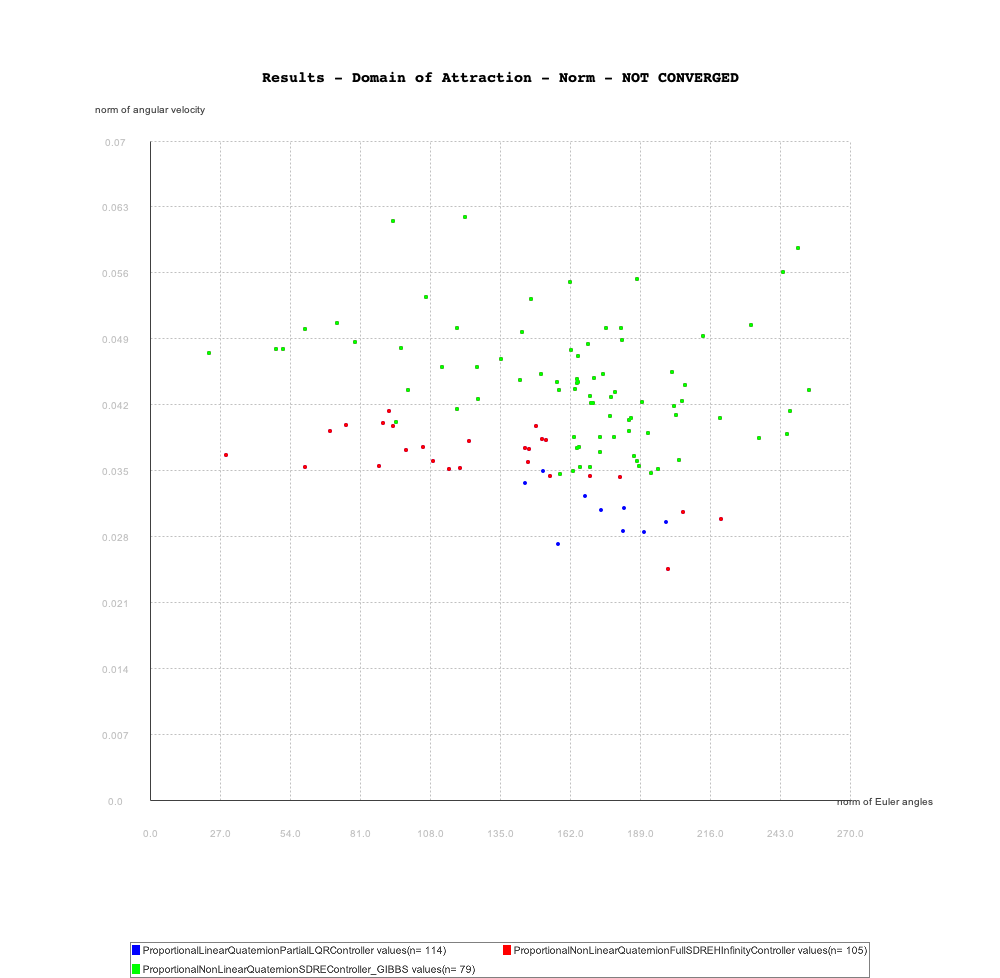 Results - Domain of Attraction - Norm - NOT CONVERGED
norm of angular velocity
0.07
0.063
0.056
0.049
0.042
0.035
0.028
0.021
0.014
0.007
0.0
norm of Euler angles
0.0 27.0 54.0 81.0 108.0 135.0 162.0 189.0 216.0 243.0 270.0
ProportionalLinearQuaternionPartialLQRController values(n= 114) ProportionalNonLinearQuaternionFullSDREHInfinityController values(n= 105)
ProportionalNonLinearQuaternionSDREController_GIBBS values(n= 79)